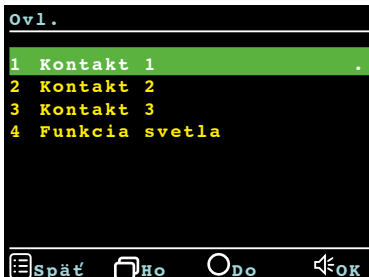 Ovl.
1 Kontakt 1 .
2 Kontakt 2
3 Kontakt 3
4 Funkcia svetla
Späť Ho Do OK